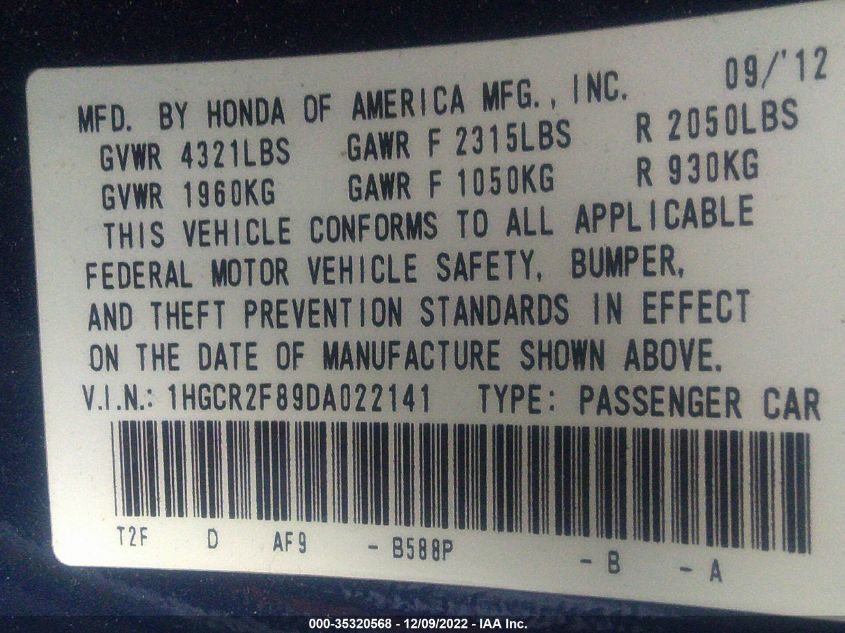 09/'12
MFD. BY HONDA OF AMERICA MFG., INC.
GVWR 4321LBS GAWR F 2315LBS R 2050LBS
GVWR 1960KG GAWR F 1050KG R 930KG
THIS VEHICLE CONFORMS TO ALL APPLICABLE
FEDERAL MOTOR VEHICLE SAFETY, BUMPER,
AND THEFT PREVENTION STANDARDS IN EFFECT
ON THE DATE OF MANUFACTURE SHOWN ABOVE.
V.I.N.: 1HGCR2F89DA022141 TYPE: PASSENGER CAR
T2F D AF9 - B588P - B - A
000-35320568 - 12/09/2022 - IAA Inc.